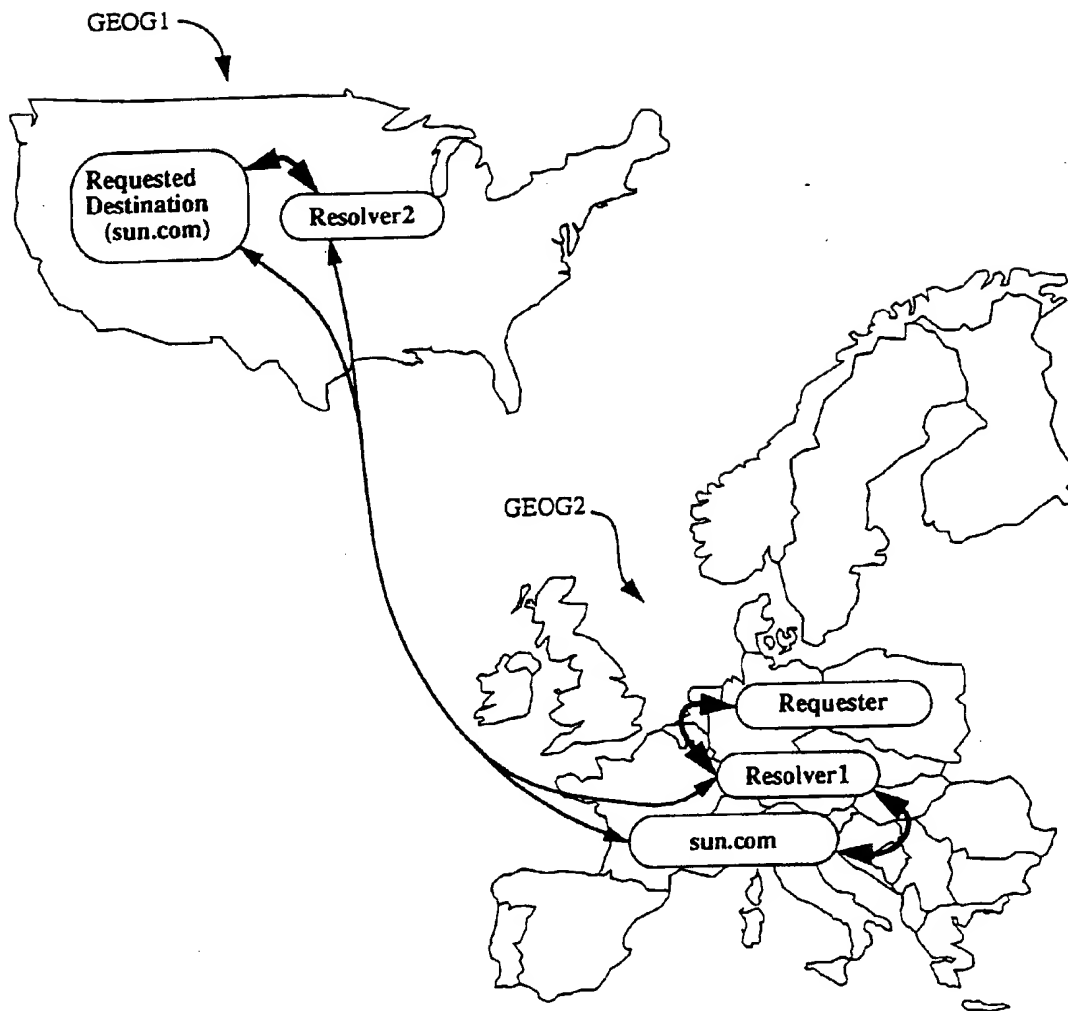 GEOG1
Requested
Destination
(sun.com)
Resolver2
GEOG2
Requester
Resolver1
sun.com